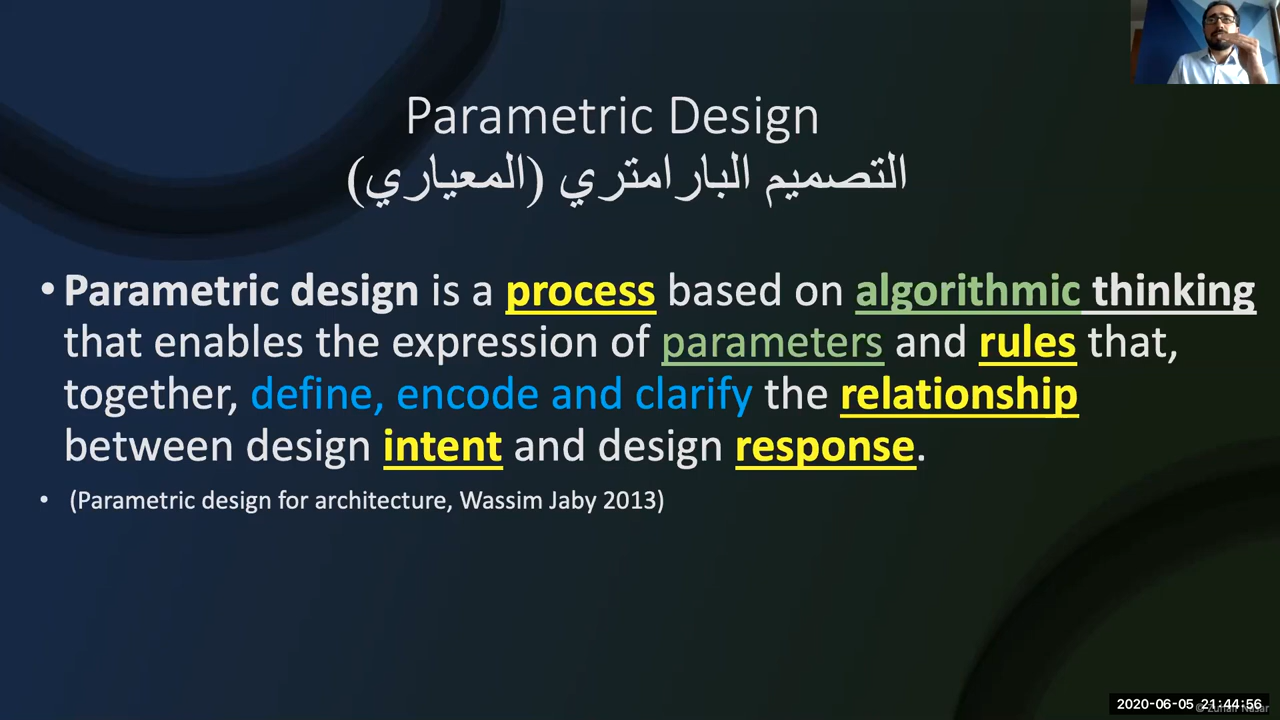 Parametric Design
التصميم البارامتري (المعياري)
• Parametric design is a process based on algorithmic thinking
that enables the expression of parameters and rules that,
together, define, encode and clarify the relationship
between design intent and design response.
• (Parametric design for architecture, Wassim Jaby 2013)
2020-06-05 21:44:56